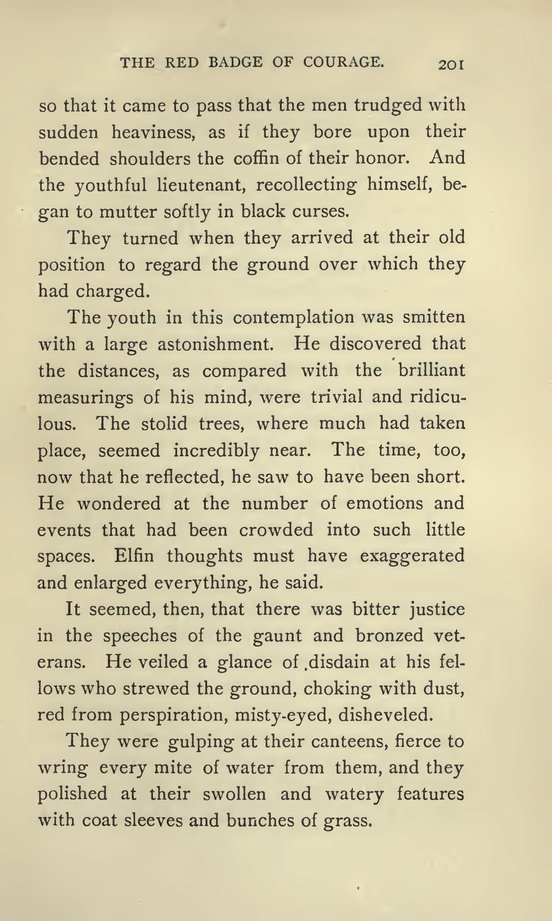 THE RED BADGE OF COURAGE. 201
so that it came to pass that the men trudged with
sudden heaviness, as if they bore upon their
bended shoulders the coffin of their honor. And
the youthful lieutenant, recollecting himself, be-
gan to mutter softly in black curses.
They turned when they arrived at their old
position to regard the ground over which they
had charged.
The youth in this contemplation was smitten
with a large astonishment. He discovered that
the distances, as compared with the brilliant
measurings of his mind, were trivial and ridicu-
lous. The stolid trees, where much had taken
place, seemed incredibly near. The time, too,
now that he reflected, he saw to have been short.
He wondered at the number of emotions and
events that had been crowded into such little
spaces. Elfin thoughts must have exaggerated
and enlarged everything, he said.
It seemed, then, that there was bitter justice
in the speeches of the gaunt and bronzed vet-
erans. He veiled a glance of disdain at his fel-
lows who strewed the ground, choking with dust,
red from perspiration, misty-eyed, disheveled.
They were gulping at their canteens, fierce to
wring every mite of water from them, and they
polished at their swollen and watery features
with coat sleeves and bunches of grass.